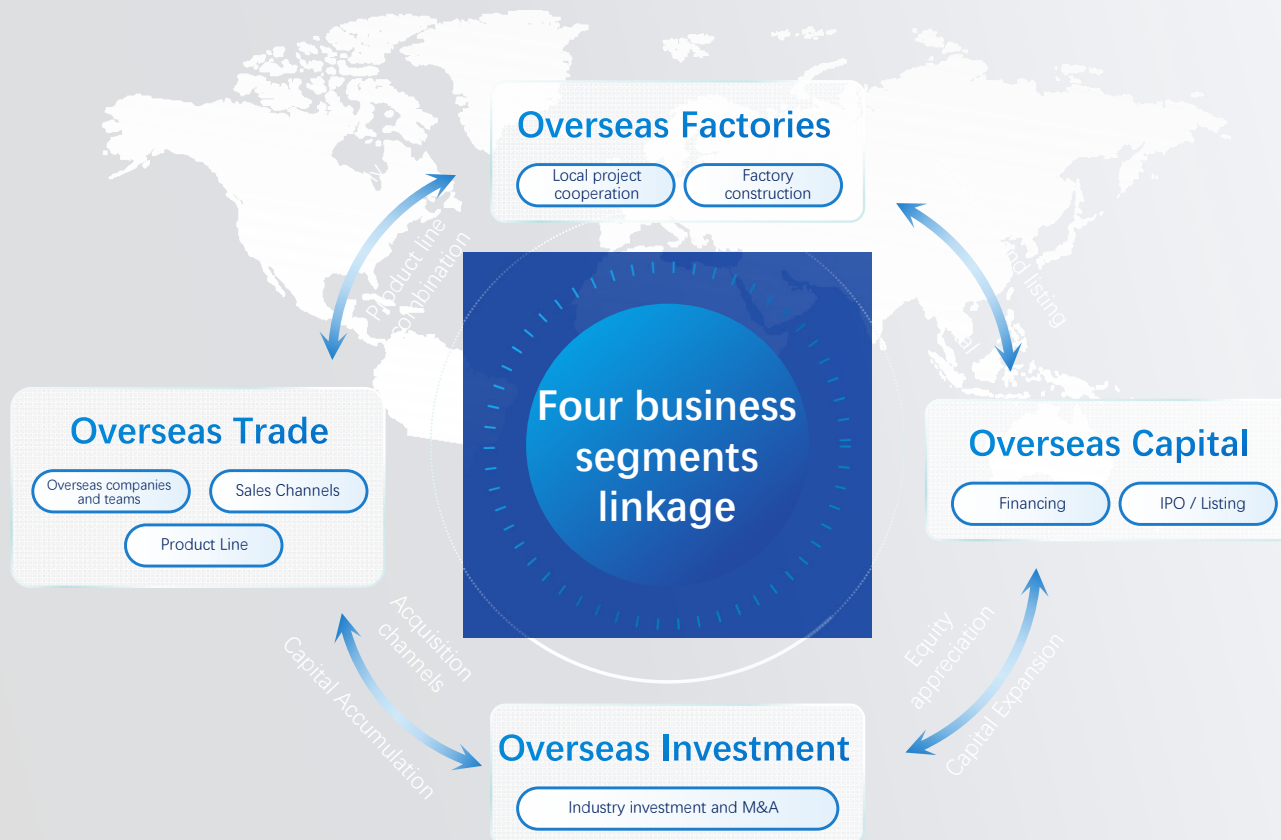 Overseas Factories
Local project
cooperation
Factory
construction
Product line
combination
nd listing
Four business
segments
linkage
Overseas Trade
Overseas companies
and teams
Sales Channels
Product Line
Overseas Capital
Financing
IPO / Listing
Acquisition
channels
Capital Accumulation
Equity
appreciation
Capital Expansion
Overseas Investment
Industry investment and M&A